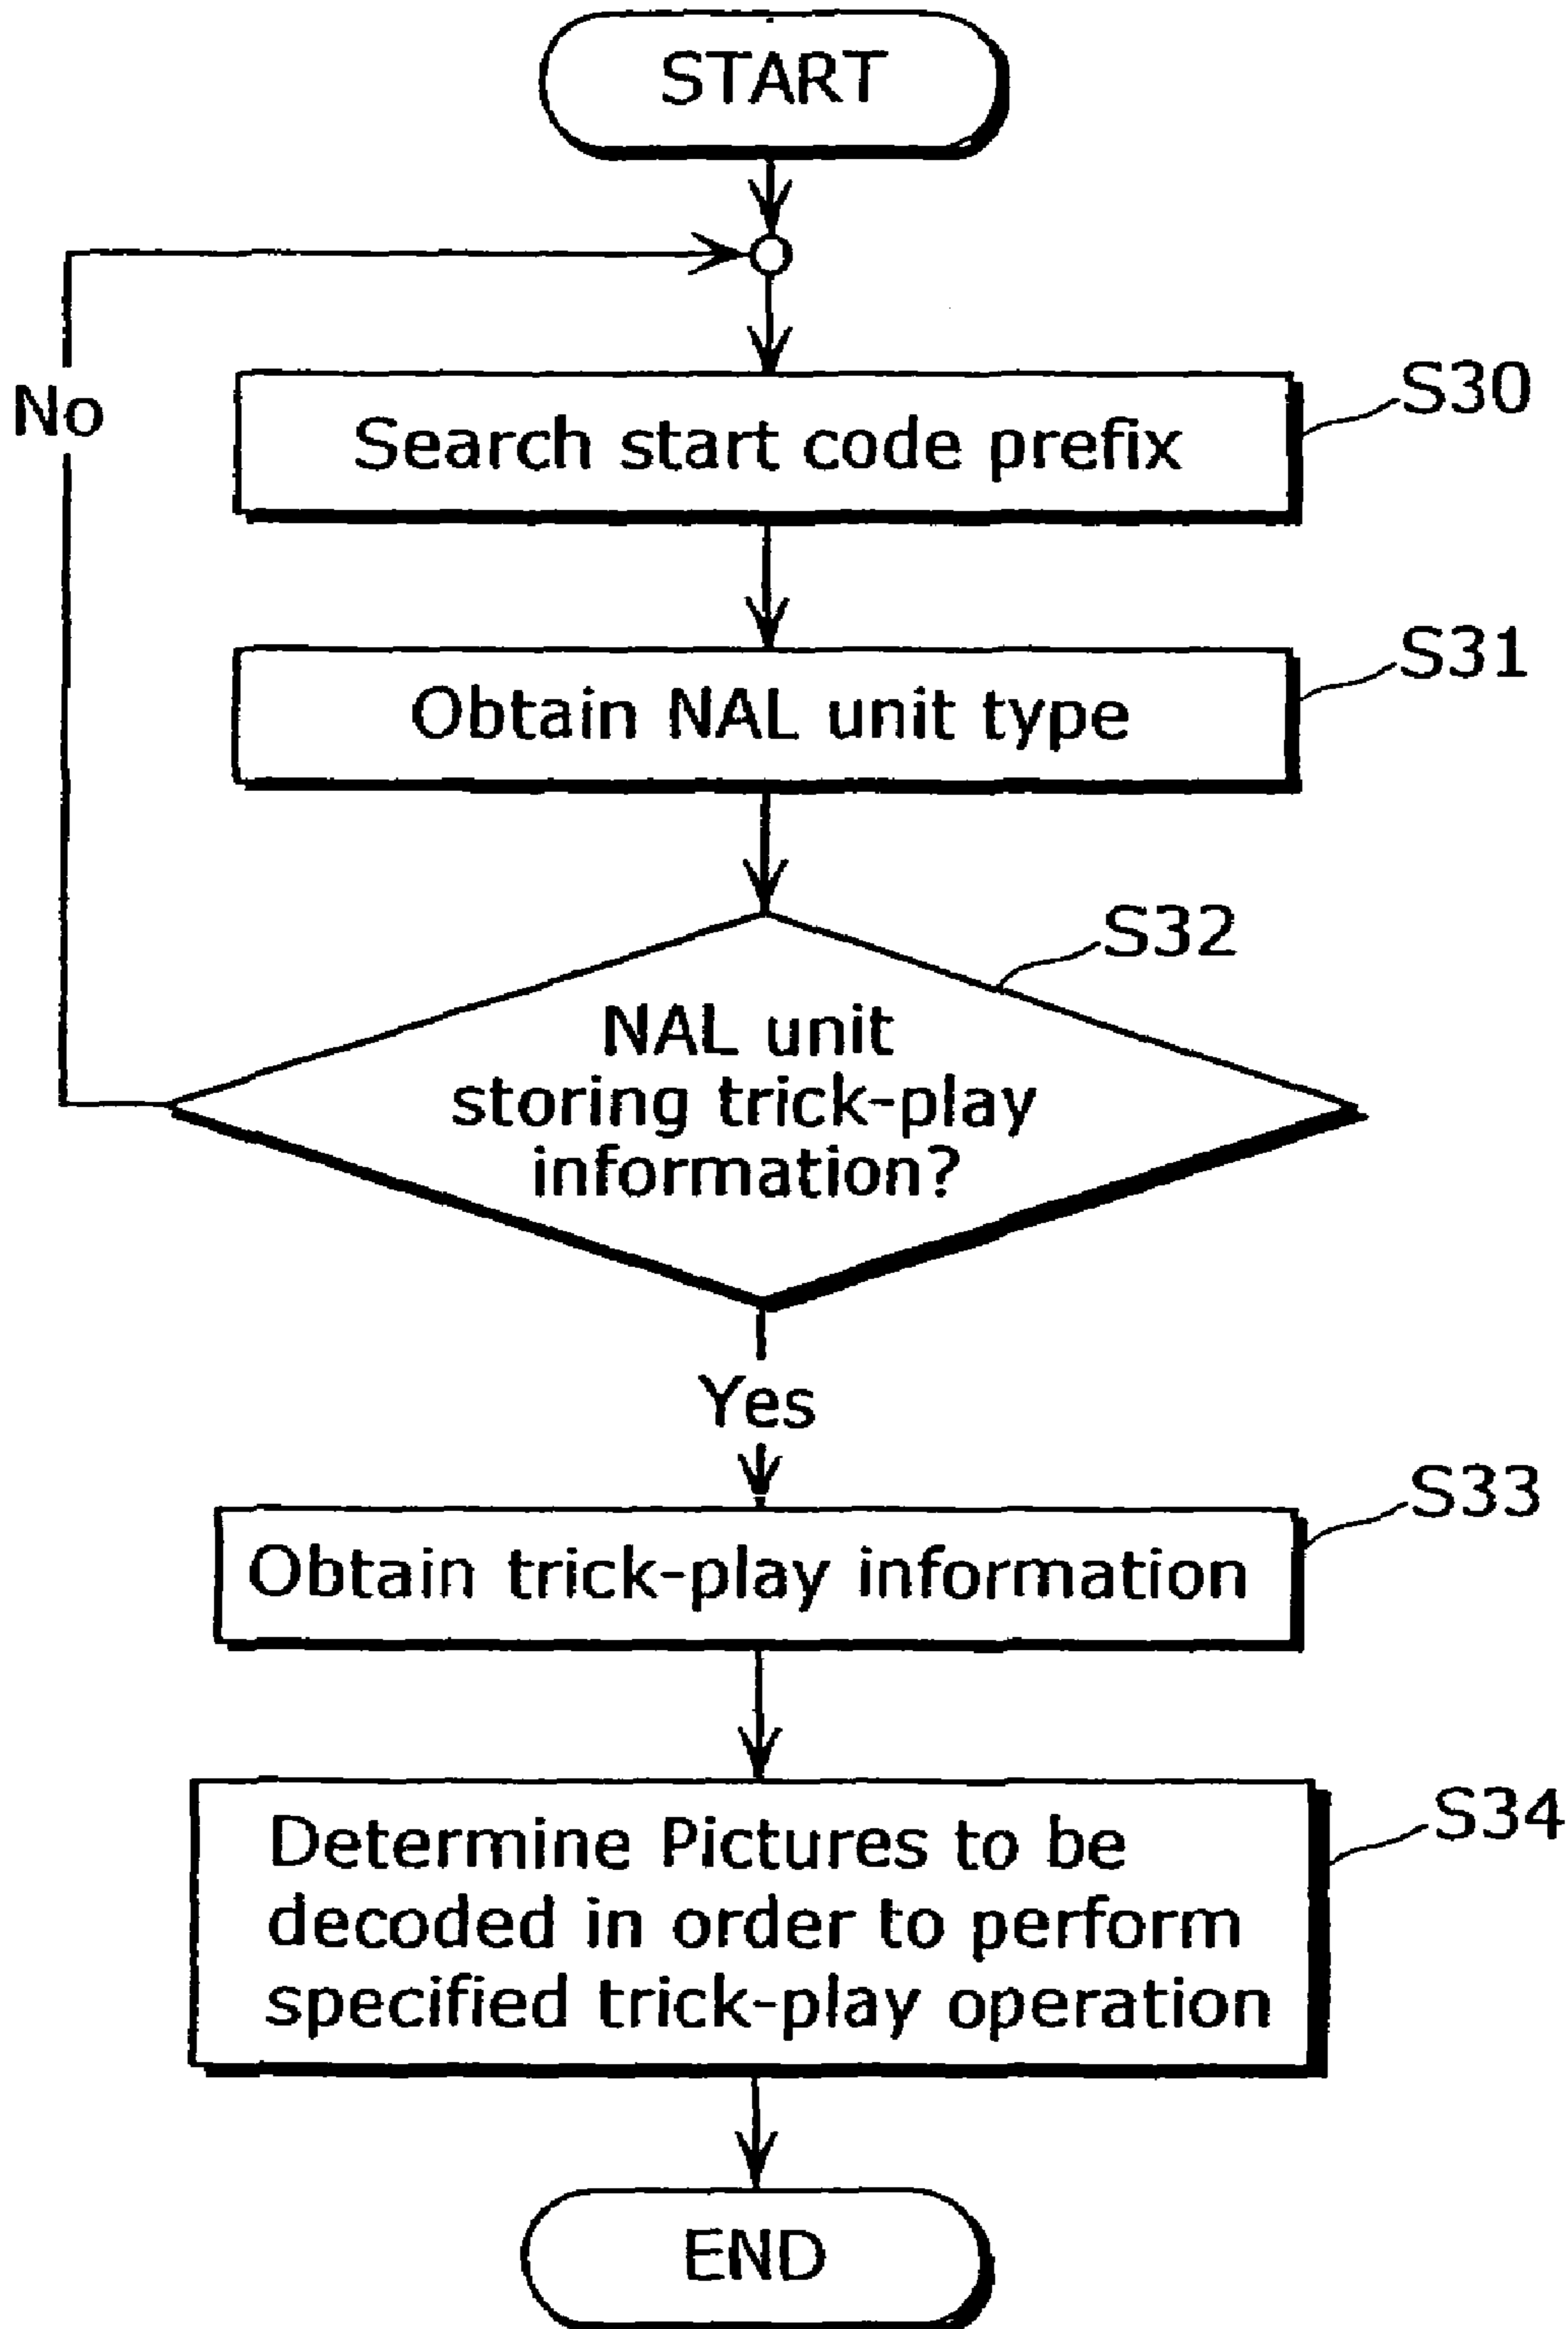 START
No
S30
Search start code prefix
S31
Obtain NAL unit type
S32
NAL unit
storing trick-play
information?
Yes
S33
Obtain trick-play information
S34
Determine Pictures to be
decoded in order to perform
specified trick-play operation
END